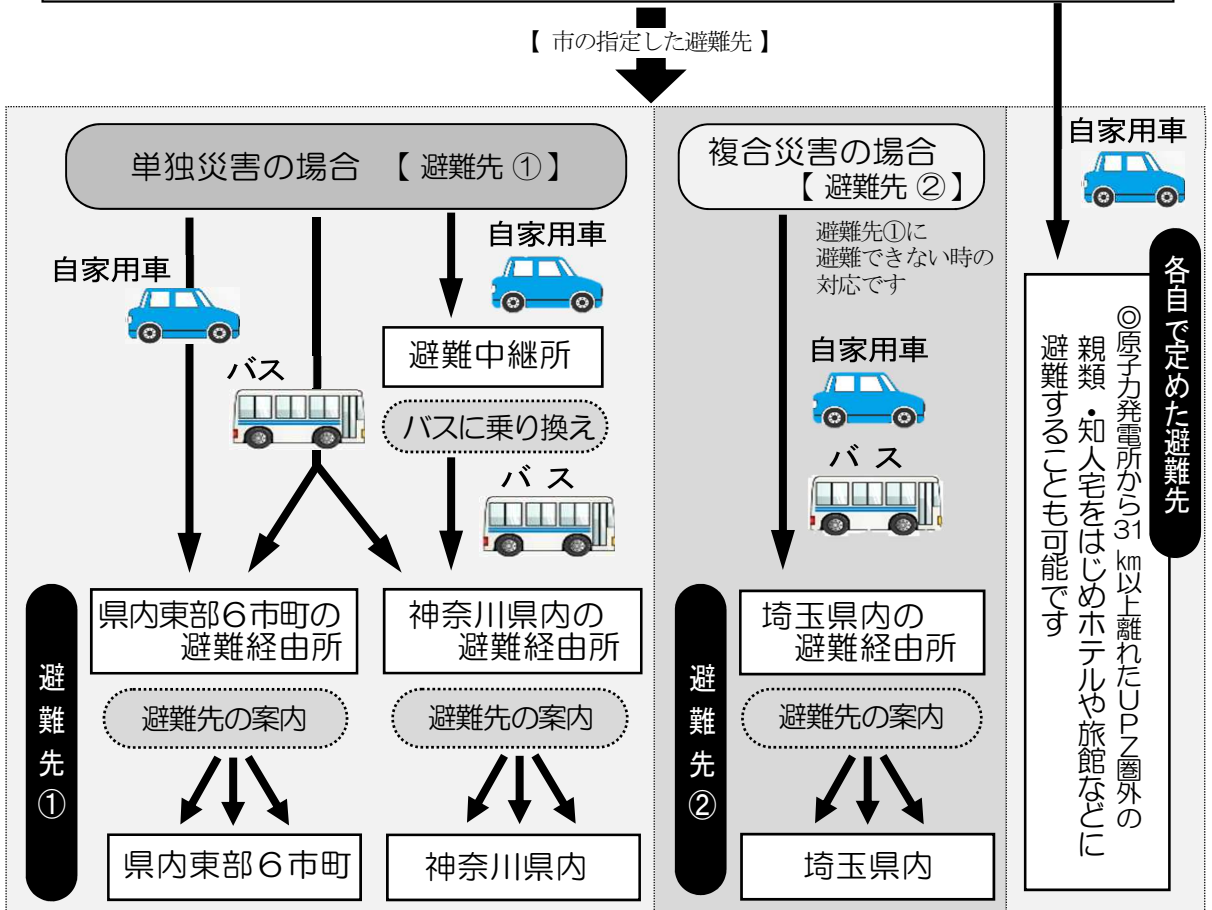 【 市の指定した避難先 】
単独災害の場合 【 避難先 ① 】
自家用車
バス
自家用車
避難中継所
バスに乗り換え
バス
県内東部６市町の
避難経由所
神奈川県内の
避難経由所
避難先①
避難先の案内
避難先の案内
県内東部６市町
神奈川県内
複合災害の場合
【 避難先 ② 】
避難先①に
避難できない時の
対応です
自家用車
バ ス
埼玉県内の
避難経由所
避難先②
避難先の案内
埼玉県内
自家用車
各自で定めた避難先
◎原子力発電所から31㎞以上離れたＵＰＺ圏外の
親類・知人宅をはじめホテルや旅館などに
避難することも可能です